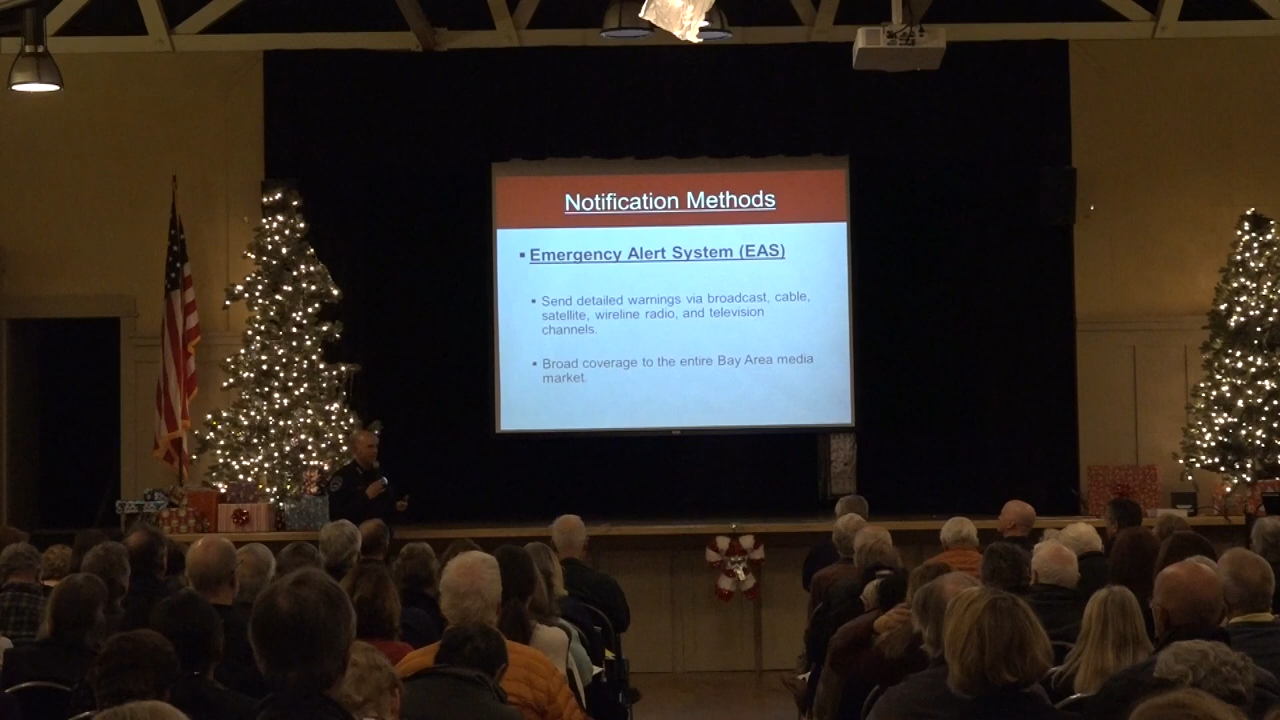 Notification Methods
▪ Emergency Alert System (EAS)
▪ Send detailed warnings via broadcast, cable,
satellite, wireline radio, and television
channels.
▪ Broad coverage to the entire Bay Area media
market